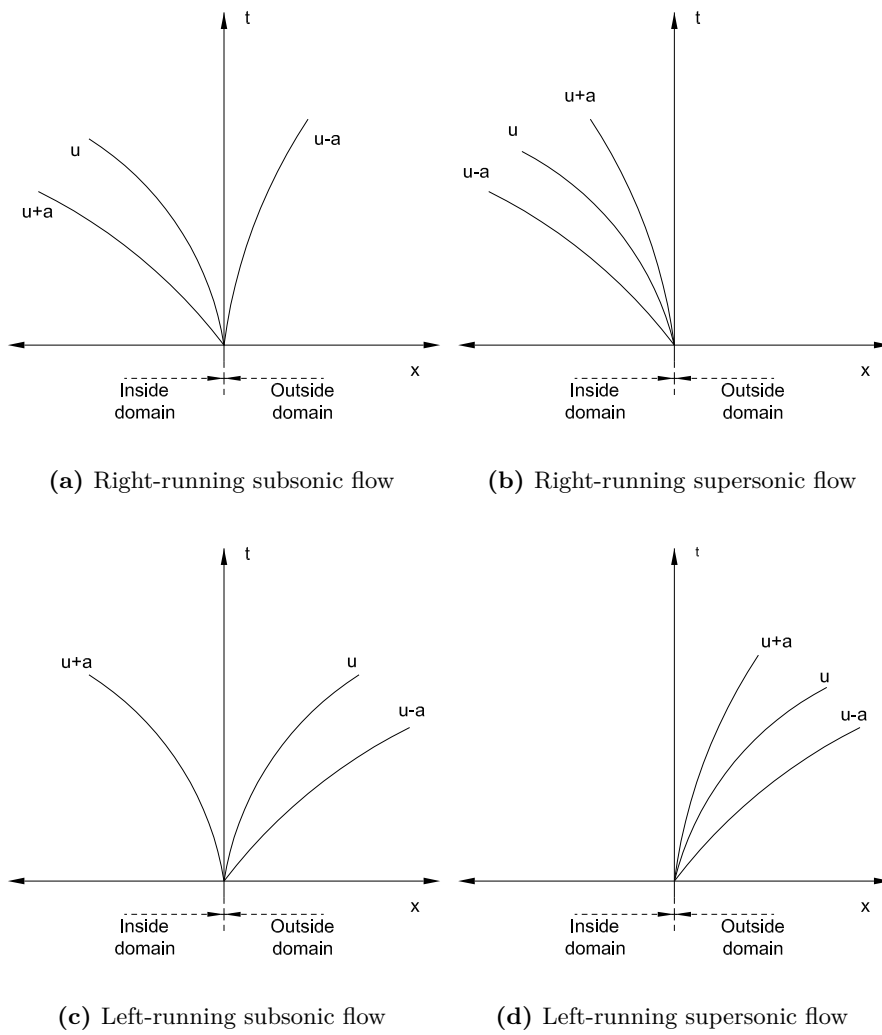 t
t
u+a
u
u-a
u
u-a
u+a
x
x
Inside
domain
Outside
domain
Inside
domain
Outside
domain
(a) Right-running subsonic flow
(b) Right-running supersonic flow
t
t
u+a
u
u-a
u+a
u
u-a
x
x
Inside
domain
Outside
domain
Inside
domain
Outside
domain
(c) Left-running subsonic flow
(d) Left-running supersonic flow